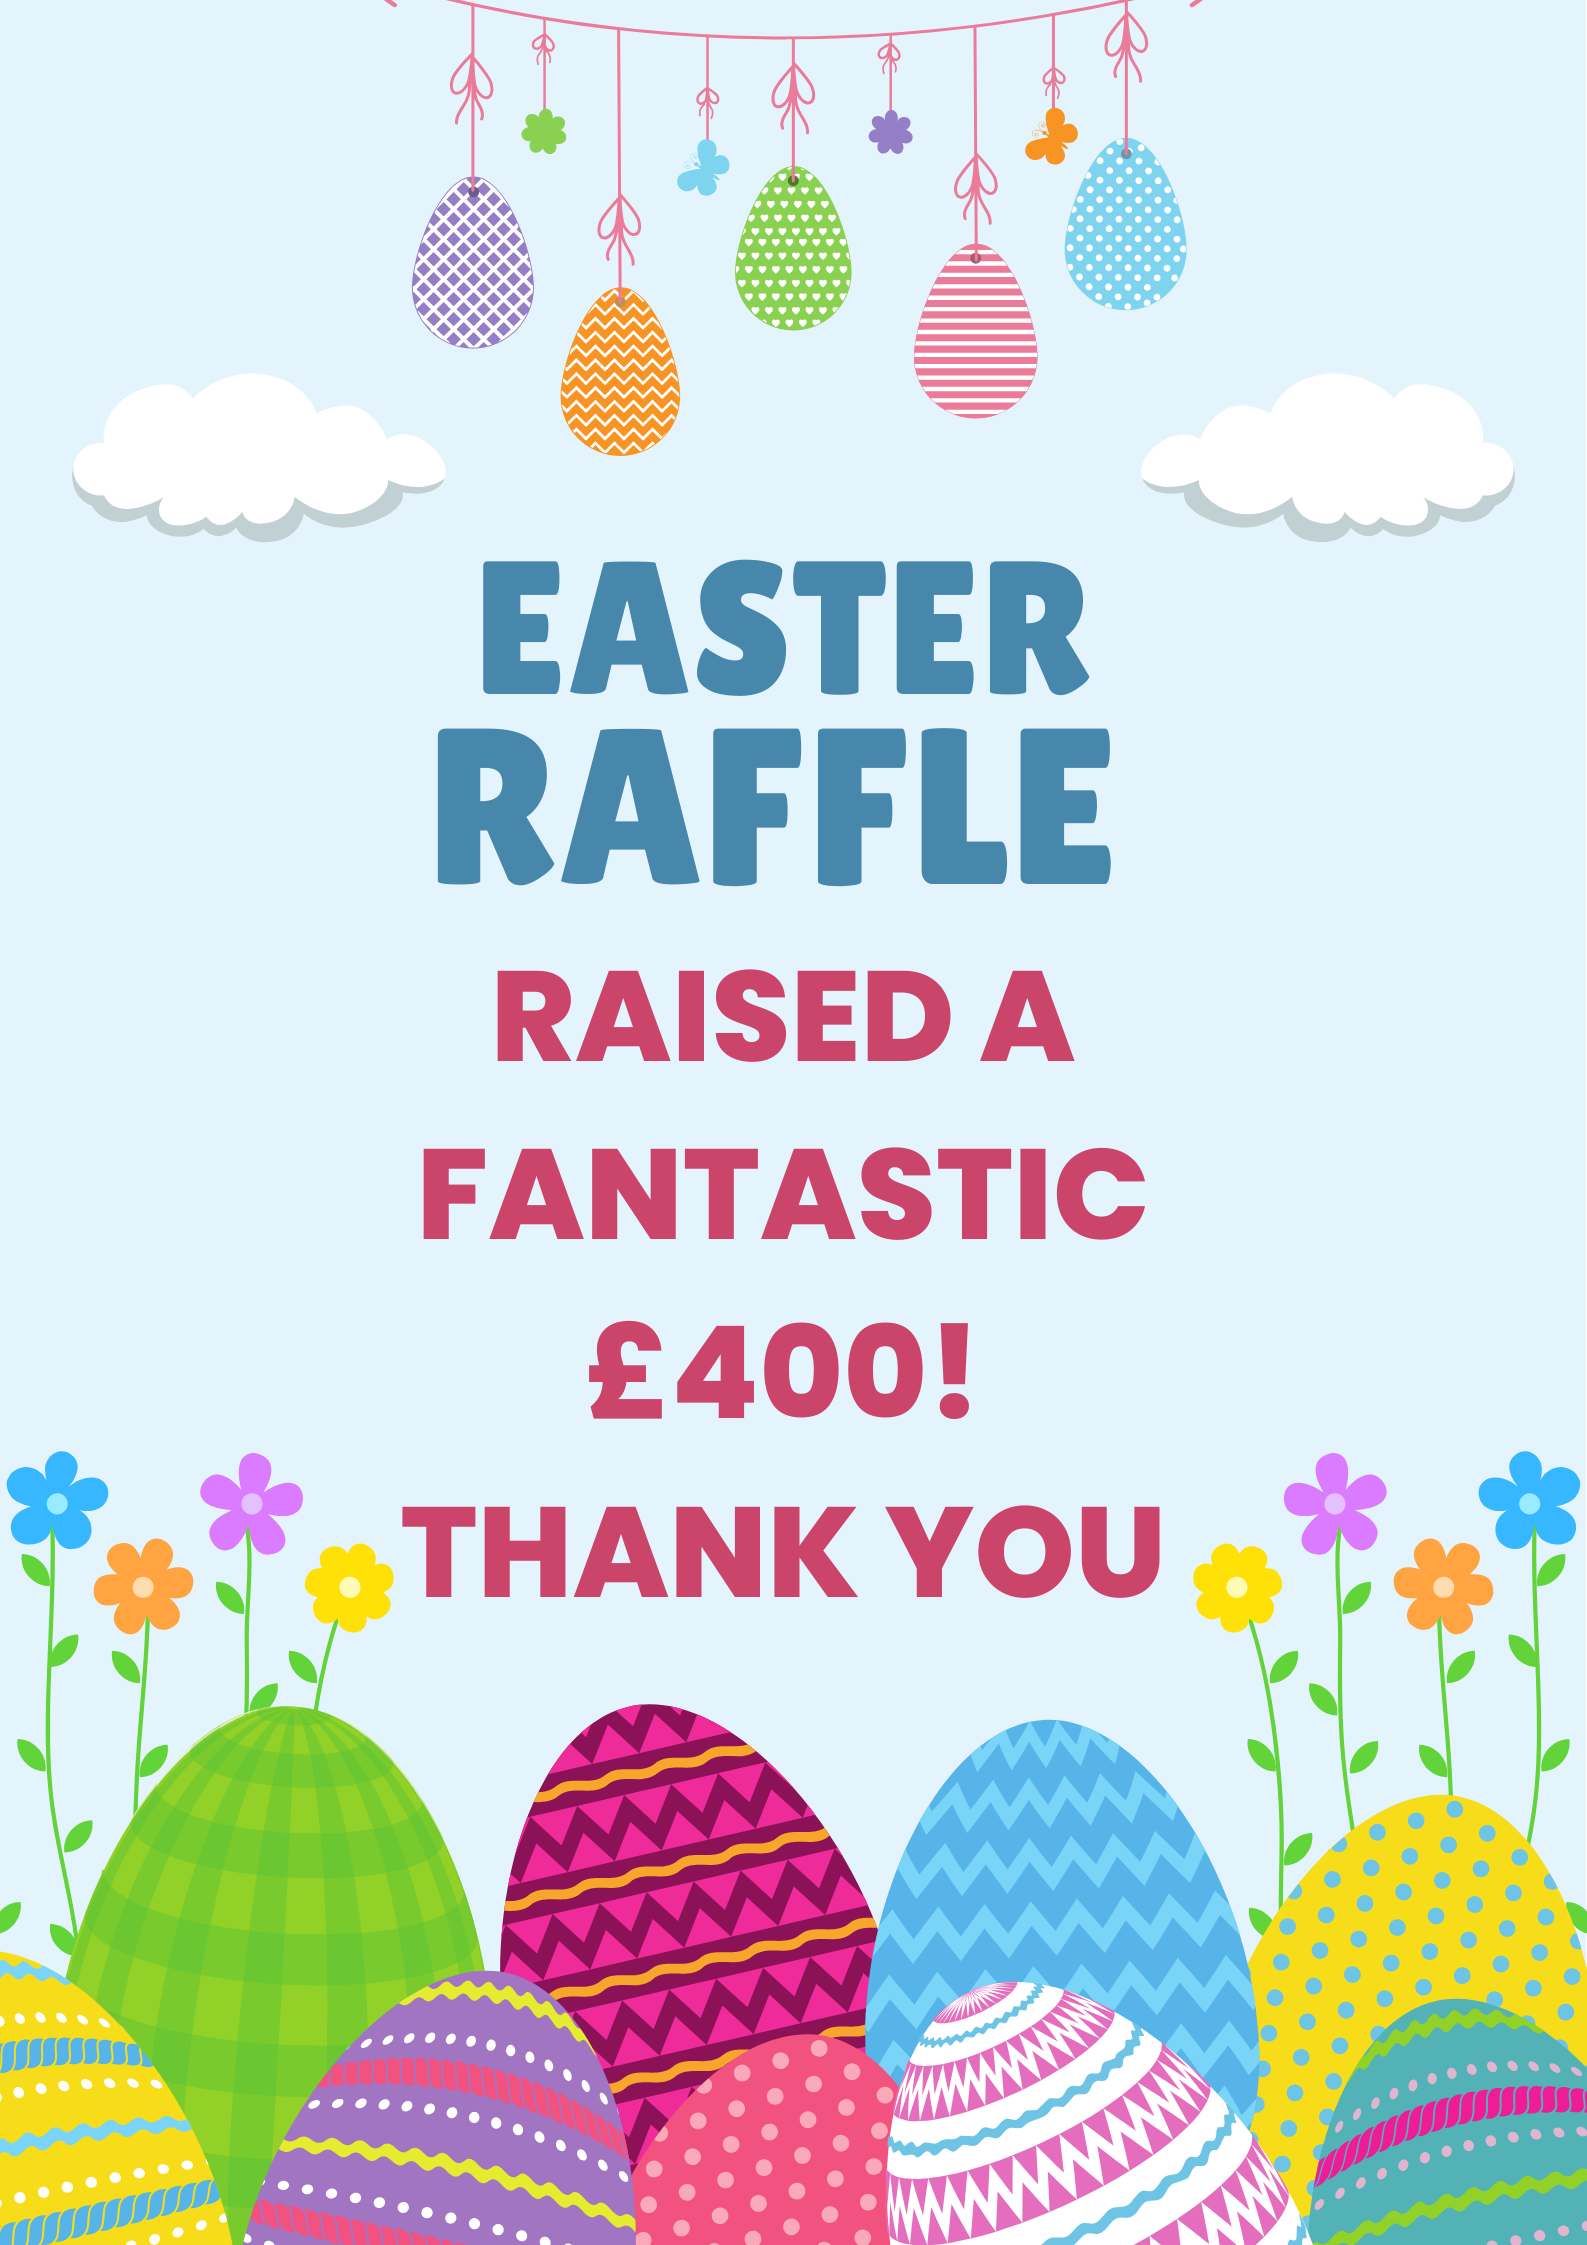 EASTER
RAFFLE
RAISED A
FANTASTIC
£400!
THANK YOU